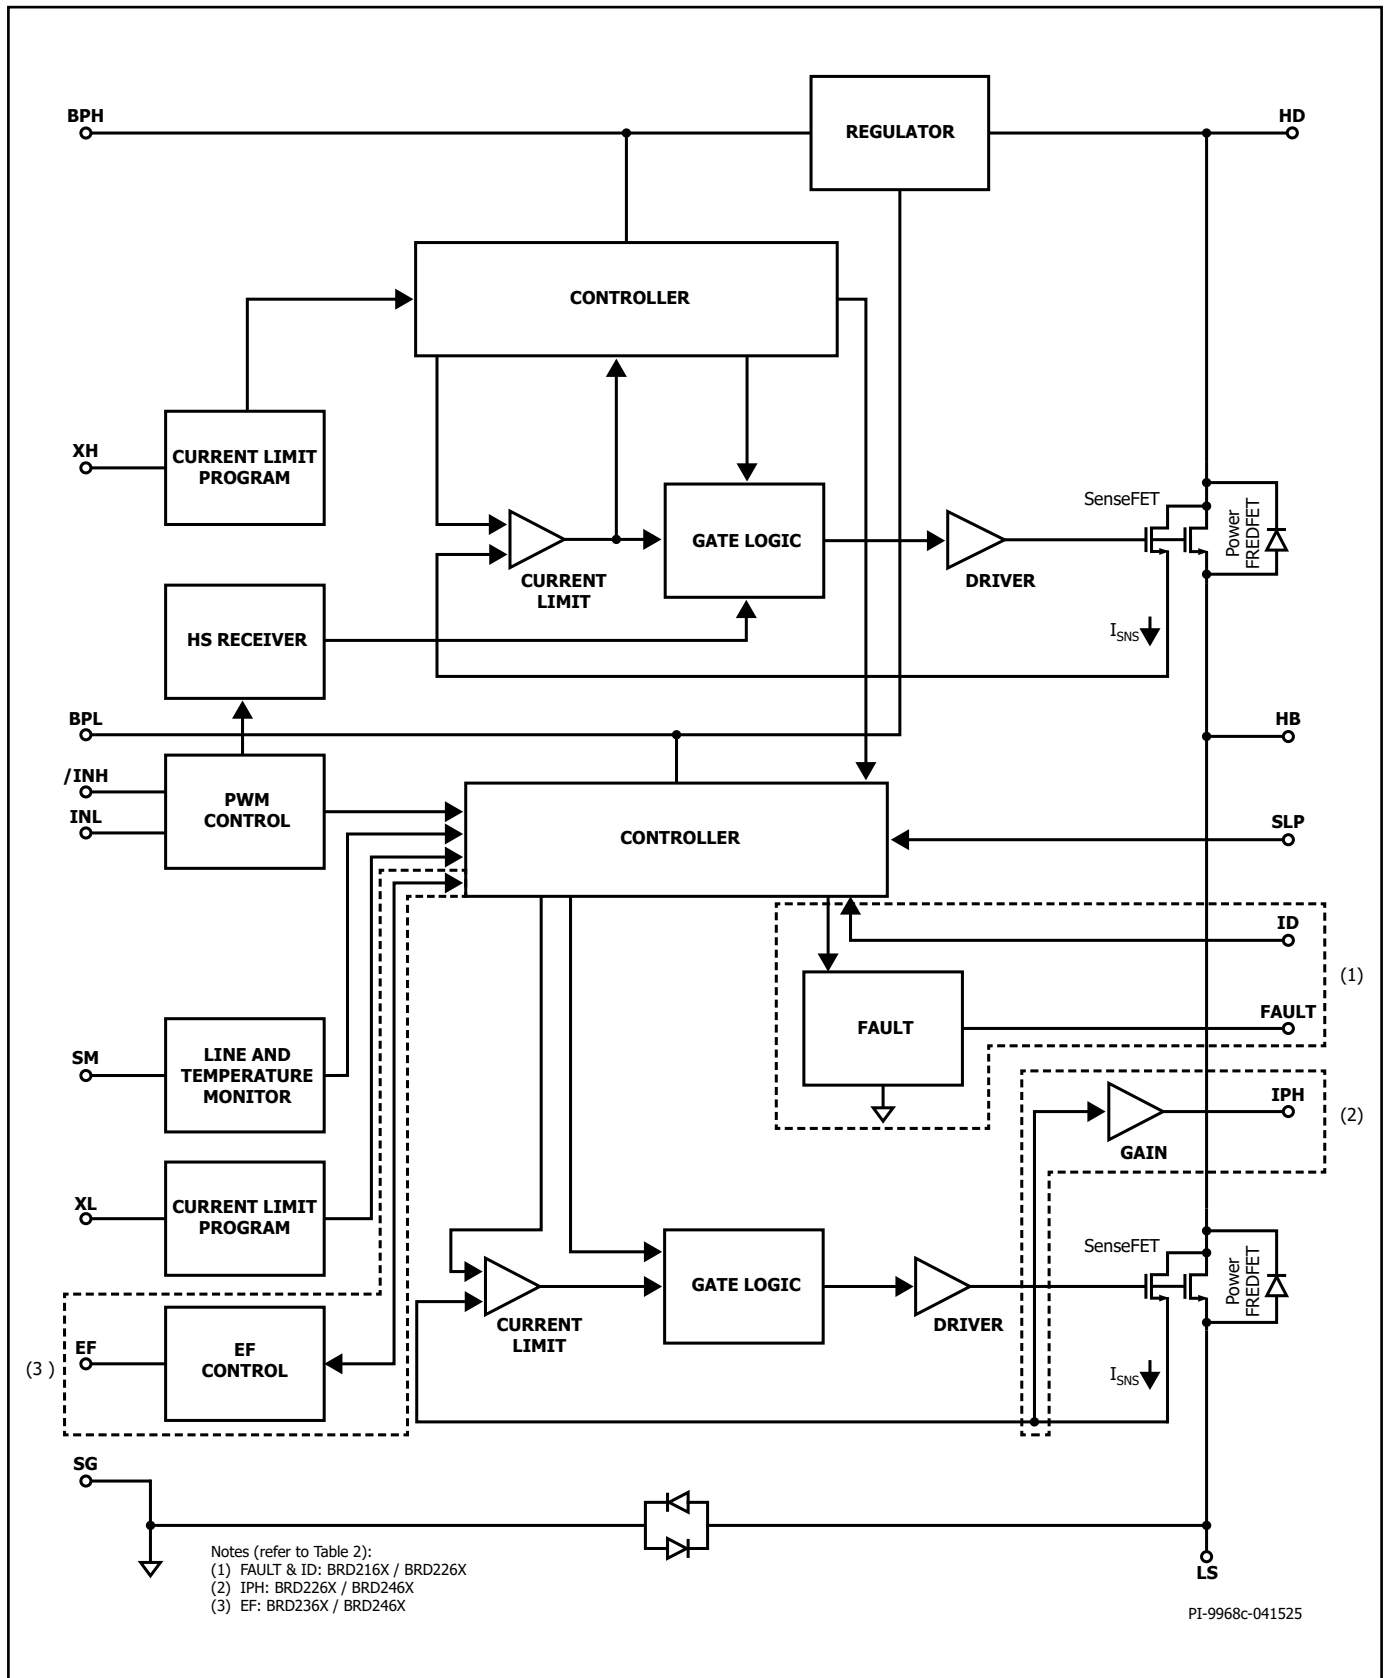 BPH
REGULATOR
HD
CONTROLLER
XH
CURRENT LIMIT
PROGRAM
SenseFET
Power
FREDFET
GATE LOGIC
CURRENT
LIMIT
DRIVER
HS RECEIVER
ISNS
BPL
HB
/INH
INL
PWM
CONTROL
CONTROLLER
SLP
ID
(1)
FAULT
FAULT
SM
LINE AND
TEMPERATURE
MONITOR
IPH
(2)
GAIN
XL
CURRENT LIMIT
PROGRAM
SenseFET
Power
FREDFET
GATE LOGIC
CURRENT
LIMIT
DRIVER
(3 )
EF
EF
CONTROL
ISNS
SG
Notes (refer to Table 2):
(1) FAULT & ID: BRD216X / BRD226X
(2) IPH: BRD226X / BRD246X
(3) EF: BRD236X / BRD246X
LS
PI-9968c-041525